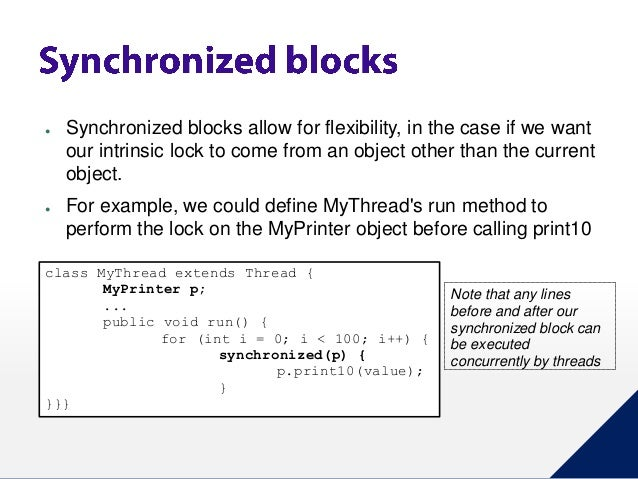 Synchronized blocks
● Synchronized blocks allow for flexibility, in the case if we want
our intrinsic lock to come from an object other than the current
object.
● For example, we could define MyThread's run method to
perform the lock on the MyPrinter object before calling print10
class MyThread extends Thread {
MyPrinter p;
...
public void run() {
for (int i = 0; i < 100; i++) {
synchronized(p) {
p.print10(value);
}
}}}
Note that any lines
before and after our
synchronized block can
be executed
concurrently by threads